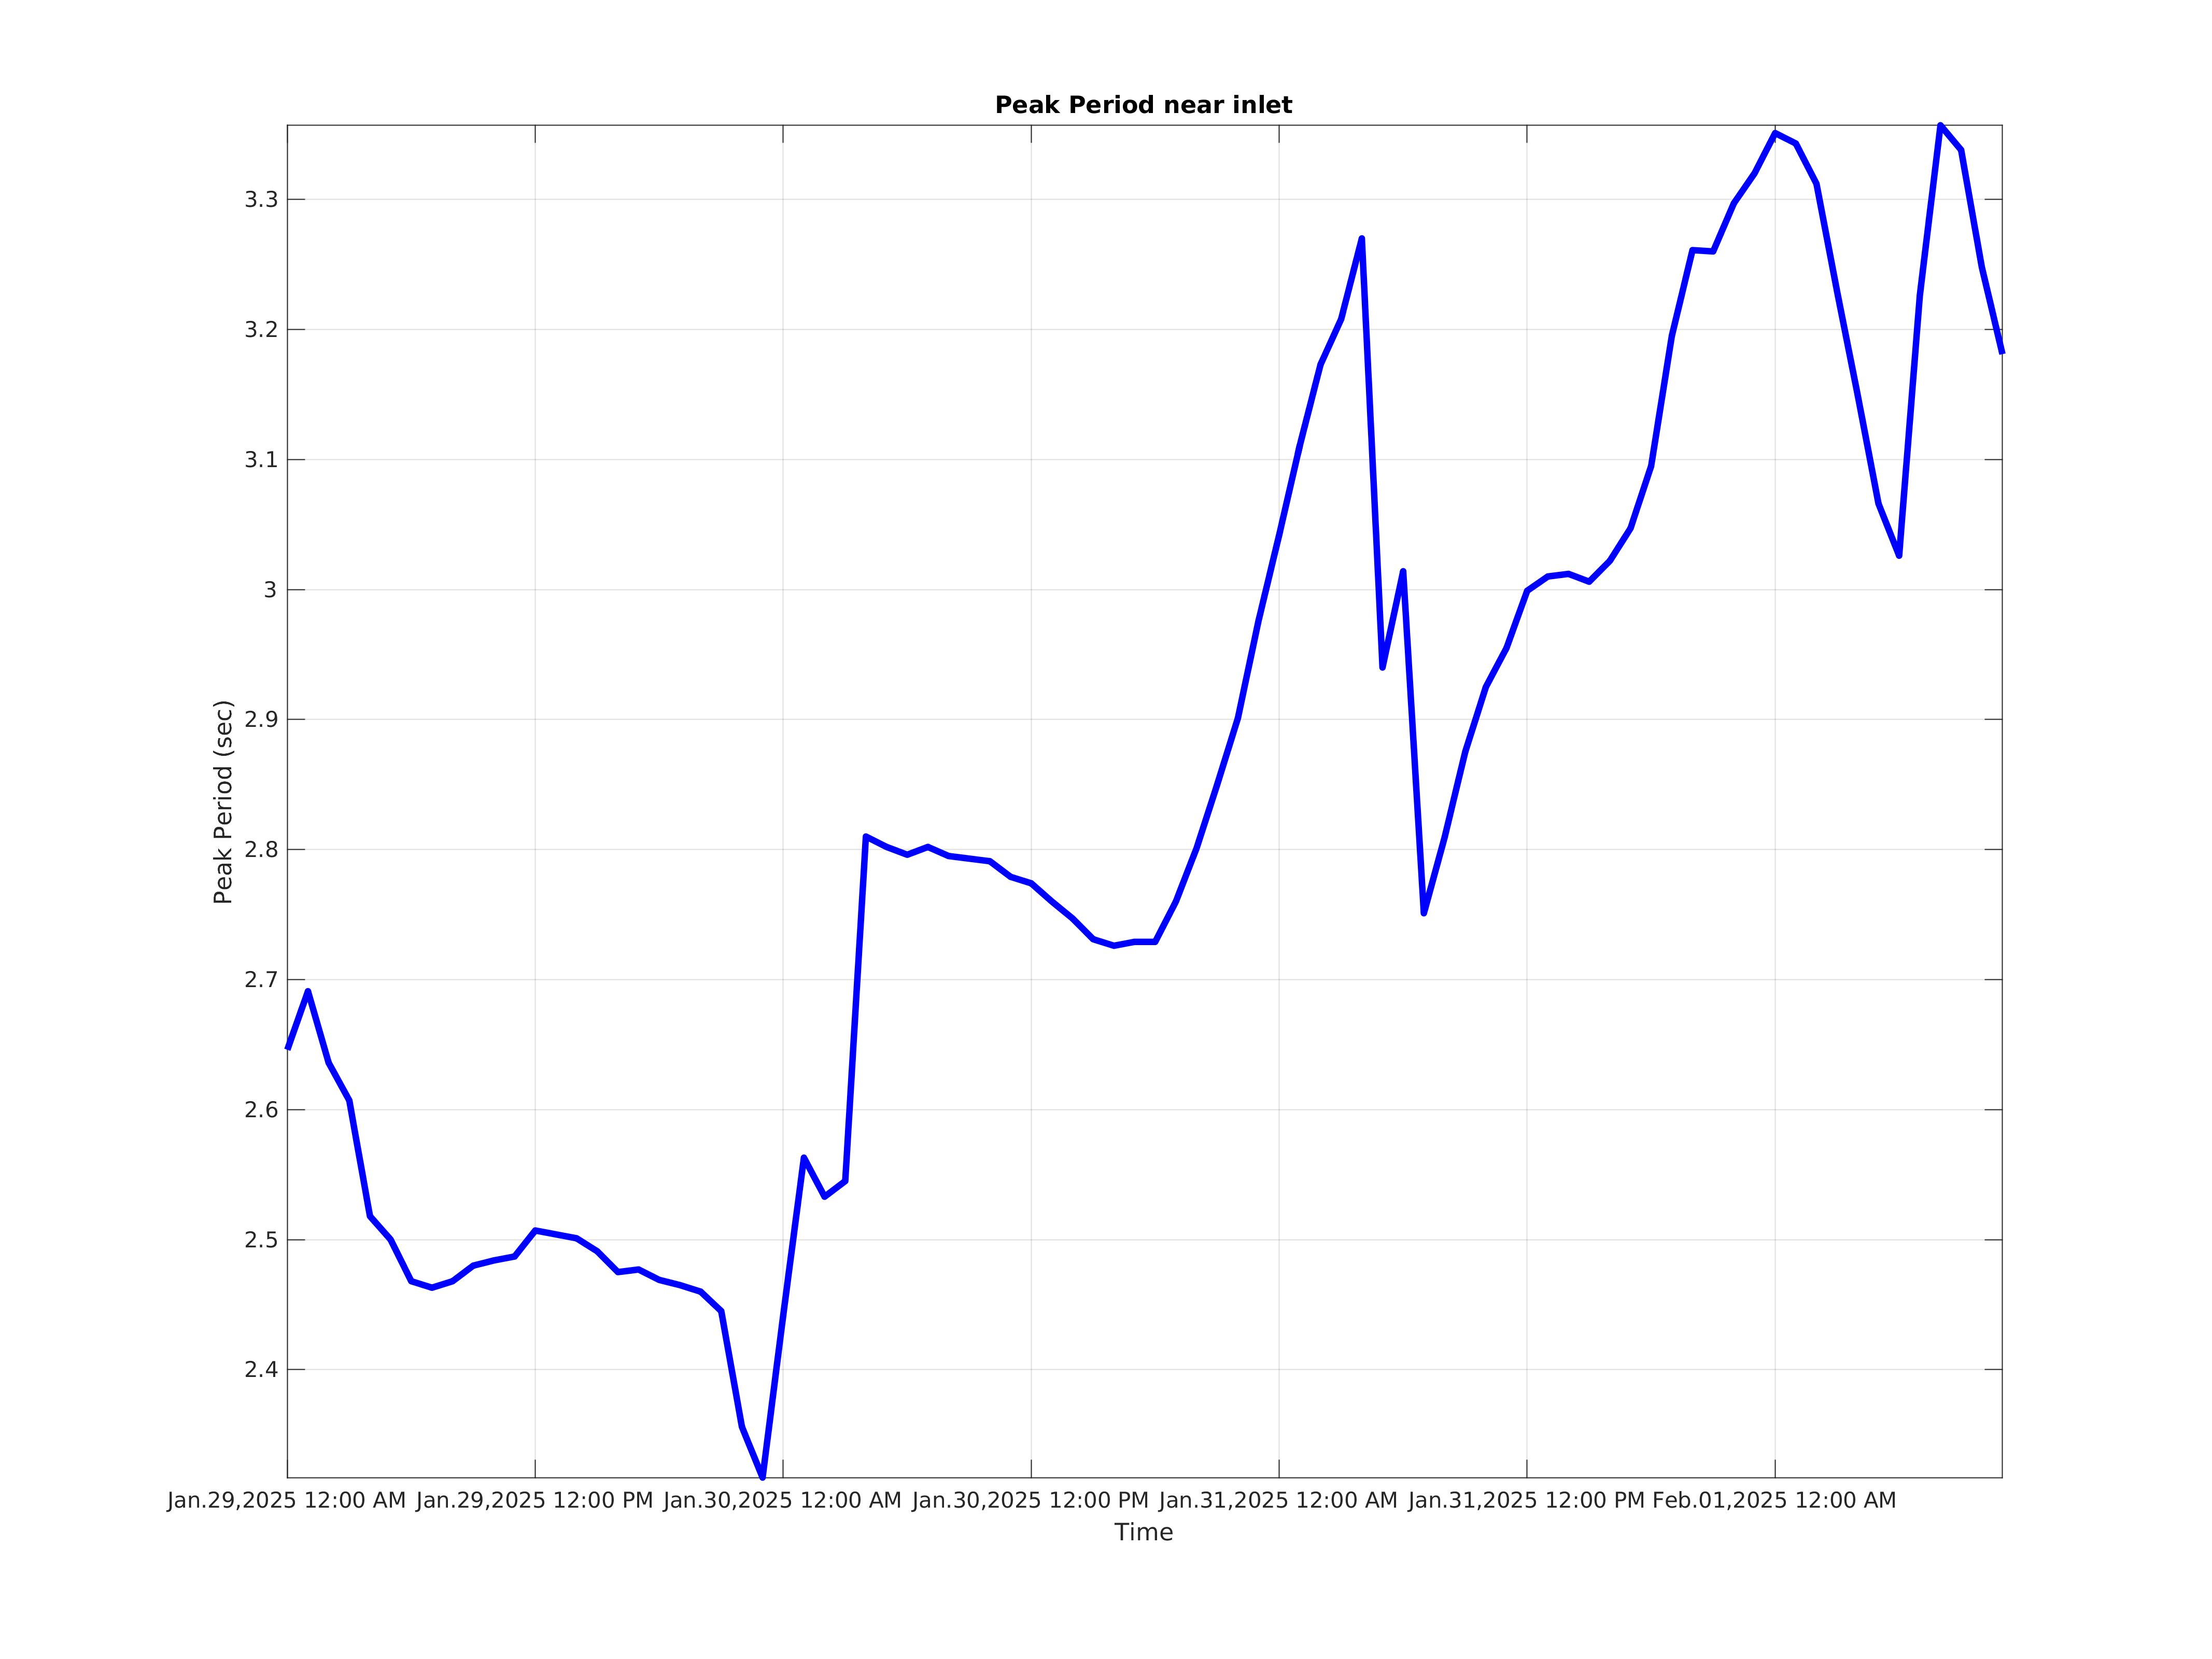 Peak Period near inlet
3.3
3.2
3.1
3
2.9
2.8
2.7
2.6
2.5
2.4
Peak Period (sec)
Jan.29,2025 12:00 AM Jan.29,2025 12:00 PM Jan.30,2025 12:00 AM Jan.30,2025 12:00 PM Jan.31,2025 12:00 AM Jan.31,2025 12:00 PM Feb.01,2025 12:00 AM
Time